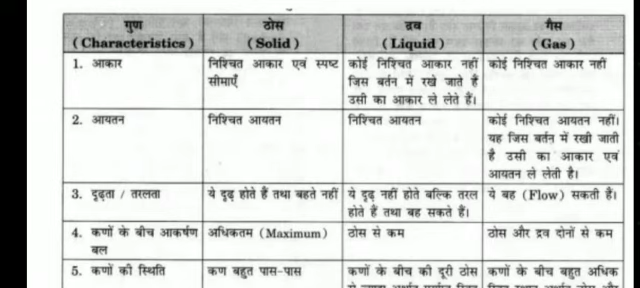 गुण ठोस द्रव गैस
( Characteristics ) ( Solid ) ( Liquid ) ( Gas )
1. आकार निश्चित आकार एवं स्पष्ट कोई निश्चित आकार नहीं कोई निश्चित आकार नहीं
सीमाएँ जिस बर्तन में रखे जाते हैं
उसी का आकार ले लेते हैं।
2. आयतन निश्चित आयतन निश्चित आयतन कोई निश्चित आयतन नहीं।
यह जिस बर्तन में रखी जाती
है उसी का आकार एवं
आयतन ले लेती है।
3. दृढ़ता / तरलता ये दृढ़ होते हैं तथा बहते नहीं ये दृढ़ नहीं होते बल्कि तरल ये बह (Flow) सकती हैं।
होते हैं तथा बह सकते हैं।
4. कणों के बीच आकर्षण अधिकतम (Maximum) ठोस से कम ठोस और द्रव दोनों से कम
बल
5. कणों की स्थिति कण बहुत पास-पास कणों के बीच की दूरी ठोस कणों के बीच बहुत अधिक